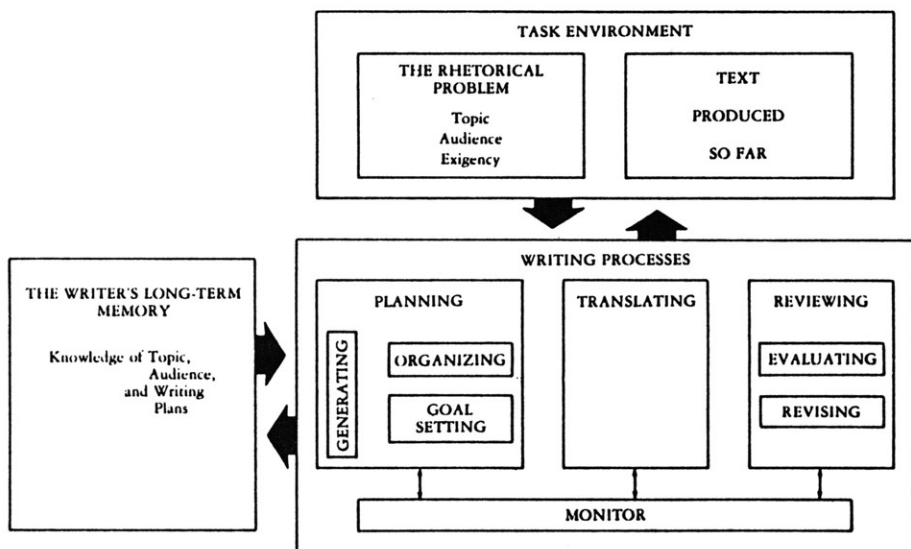 TASK ENVIRONMENT
THE RHETORICAL
PROBLEM
Topic
Audience
Exigency
TEXT
PRODUCED
SO FAR
THE WRITER'S LONG-TERM
MEMORY
Knowledge of Topic,
Audience,
and Writing
Plans
WRITING PROCESSES
PLANNING
GENERATING
ORGANIZING
GOAL
SETTING
TRANSLATING
REVIEWING
EVALUATING
REVISING
MONITOR